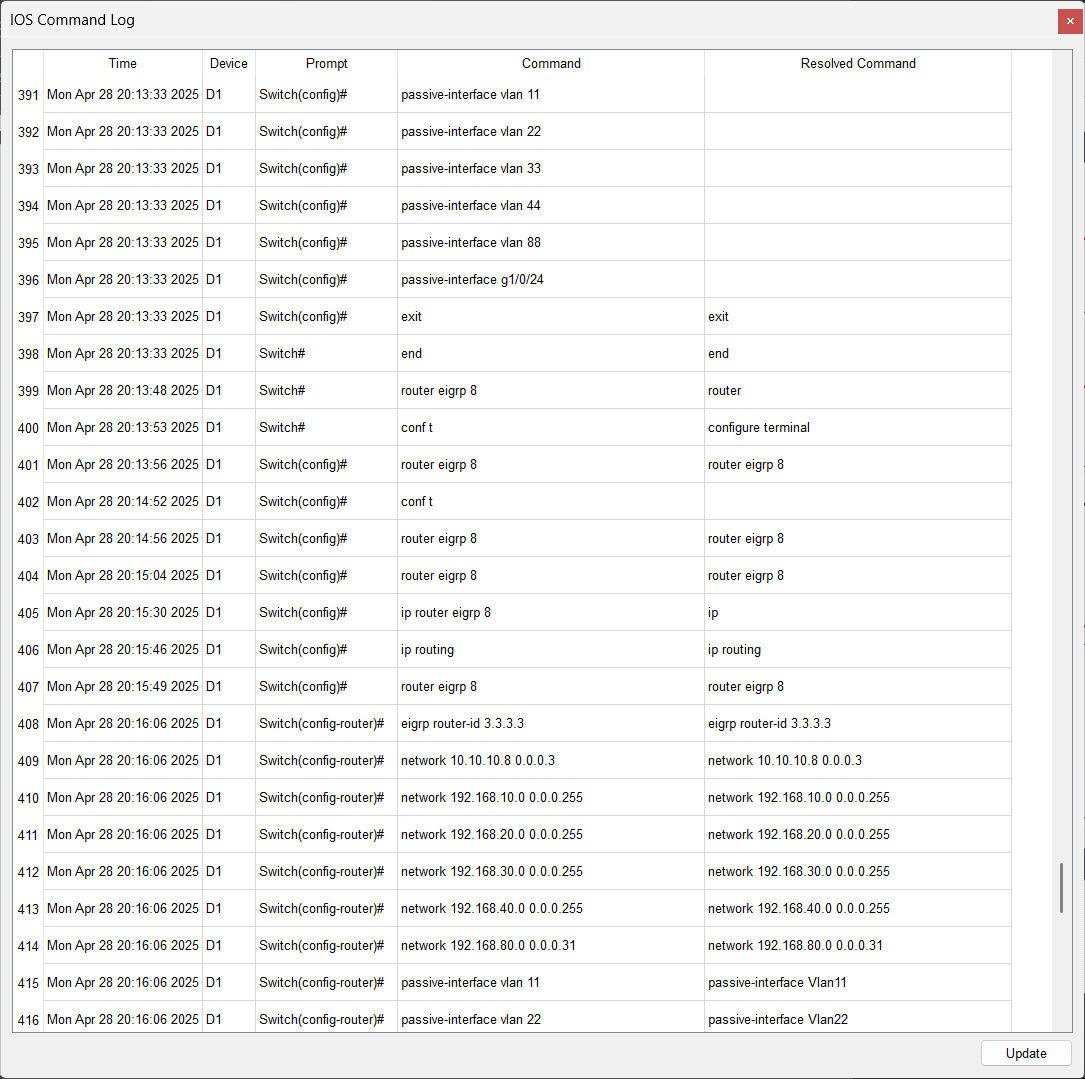 IOS Command Log
Time Device Prompt Command Resolved Command
391 Mon Apr 28 20:13:33 2025 D1 Switch(config)# passive-interface vlan 11
392 Mon Apr 28 20:13:33 2025 D1 Switch(config)# passive-interface vlan 22
393 Mon Apr 28 20:13:33 2025 D1 Switch(config)# passive-interface vlan 33
394 Mon Apr 28 20:13:33 2025 D1 Switch(config)# passive-interface vlan 44
395 Mon Apr 28 20:13:33 2025 D1 Switch(config)# passive-interface vlan 88
396 Mon Apr 28 20:13:33 2025 D1 Switch(config)# passive-interface g1/0/24
397 Mon Apr 28 20:13:33 2025 D1 Switch(config)# exit exit
398 Mon Apr 28 20:13:33 2025 D1 Switch# end end
399 Mon Apr 28 20:13:48 2025 D1 Switch# router eigrp 8 router
400 Mon Apr 28 20:13:53 2025 D1 Switch# conf t configure terminal
401 Mon Apr 28 20:13:56 2025 D1 Switch(config)# router eigrp 8 router eigrp 8
402 Mon Apr 28 20:14:52 2025 D1 Switch(config)# conf t
403 Mon Apr 28 20:14:56 2025 D1 Switch(config)# router eigrp 8 router eigrp 8
404 Mon Apr 28 20:15:04 2025 D1 Switch(config)# router eigrp 8 router eigrp 8
405 Mon Apr 28 20:15:30 2025 D1 Switch(config)# ip router eigrp 8 ip
406 Mon Apr 28 20:15:46 2025 D1 Switch(config)# ip routing ip routing
407 Mon Apr 28 20:15:49 2025 D1 Switch(config)# router eigrp 8 router eigrp 8
408 Mon Apr 28 20:16:06 2025 D1 Switch(config-router)# eigrp router-id 3.3.3.3 eigrp router-id 3.3.3.3
409 Mon Apr 28 20:16:06 2025 D1 Switch(config-router)# network 10.10.10.8 0.0.0.3 network 10.10.10.8 0.0.0.3
410 Mon Apr 28 20:16:06 2025 D1 Switch(config-router)# network 192.168.10.0 0.0.0.255 network 192.168.10.0 0.0.0.255
411 Mon Apr 28 20:16:06 2025 D1 Switch(config-router)# network 192.168.20.0 0.0.0.255 network 192.168.20.0 0.0.0.255
412 Mon Apr 28 20:16:06 2025 D1 Switch(config-router)# network 192.168.30.0 0.0.0.255 network 192.168.30.0 0.0.0.255
413 Mon Apr 28 20:16:06 2025 D1 Switch(config-router)# network 192.168.40.0 0.0.0.255 network 192.168.40.0 0.0.0.255
414 Mon Apr 28 20:16:06 2025 D1 Switch(config-router)# network 192.168.80.0 0.0.0.31 network 192.168.80.0 0.0.0.31
415 Mon Apr 28 20:16:06 2025 D1 Switch(config-router)# passive-interface vlan 11 passive-interface Vlan11
416 Mon Apr 28 20:16:06 2025 D1 Switch(config-router)# passive-interface vlan 22 passive-interface Vlan22
Update